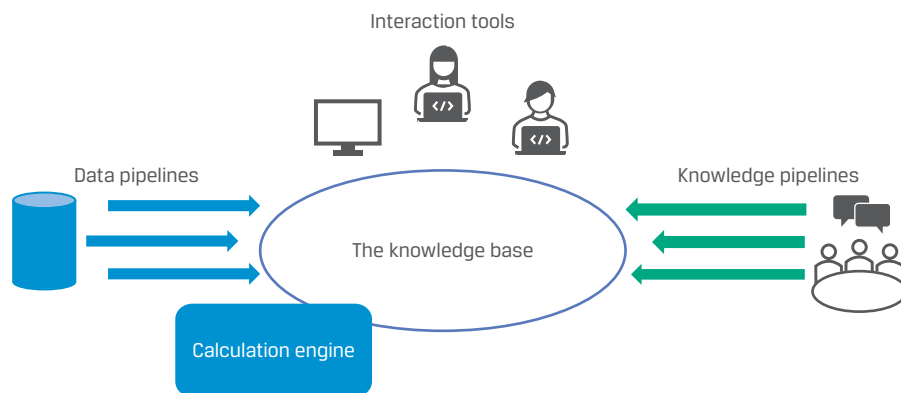 Interaction tools
</>
</>
Data pipelines
Knowledge pipelines
The knowledge base
Calculation engine